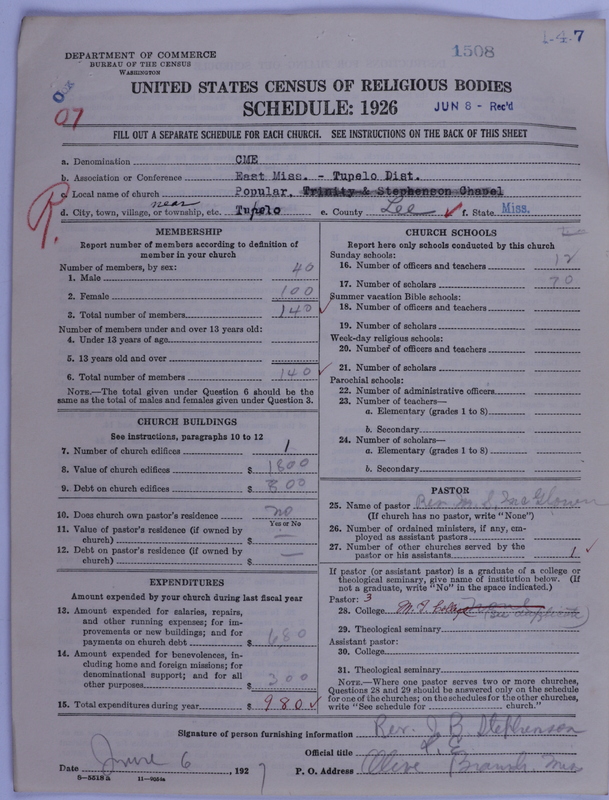 1-4-7
1508
DEPARTMENT OF COMMERCE
BUREAU OF THE CENSUS
WASHINGTON
07
UNITED STATES CENSUS OF RELIGIOUS BODIES
SCHEDULE: 1926
JUN 8 - Rec'd
FILL OUT A SEPARATE SCHEDULE FOR EACH CHURCH. SEE INSTRUCTIONS ON THE BACK OF THIS SHEET
a. Denomination CME
b. Association or Conference East Miss. - Tupelo Dist.
c. Local name of church Popular, Trinity & Stephenson Chapel
near
d. City, town, village, or township, etc. Tupelo e. County Lee f. State Miss.
R.
MEMBERSHIP
Report number of members according to definition of
member in your church
Number of members, by sex:
1. Male 40
2. Female 100
3. Total number of members 140
Number of members under and over 13 years old:
4. Under 13 years of age
5. 13 years old and over
6. Total number of members 140
NOTE.—The total given under Question 6 should be the
same as the total of males and females given under Question 3.
CHURCH BUILDINGS
See instructions, paragraphs 10 to 12
7. Number of church edifices 1
8. Value of church edifices $ 1800
9. Debt on church edifices $ 800
10. Does church own pastor's residence no
Yes or No
11. Value of pastor's residence (if owned by
church) $ —
12. Debt on pastor's residence (if owned by
church) $ —
EXPENDITURES
Amount expended by your church during last fiscal year
13. Amount expended for salaries, repairs,
and other running expenses; for im-
provements or new buildings; and for
payments on church debt $ 680
14. Amount expended for benevolences, in-
cluding home and foreign missions; for
denominational support; and for all
other purposes $ 300
15. Total expenditures during year $ 980
CHURCH SCHOOLS
Report here only schools conducted by this church
Sunday schools:
16. Number of officers and teachers 12
17. Number of scholars 70
Summer vacation Bible schools:
18. Number of officers and teachers
19. Number of scholars
Week-day religious schools:
20. Number of officers and teachers
21. Number of scholars
Parochial schools:
22. Number of administrative officers
23. Number of teachers—
a. Elementary (grades 1 to 8)
b. Secondary
24. Number of scholars—
a. Elementary (grades 1 to 8)
b. Secondary
PASTOR
25. Name of pastor Rev. M. S.
(If church has no pastor, write "None")
26. Number of ordained ministers, if any, em-
ployed as assistant pastors
27. Number of other churches served by the
pastor or his assistants 1
If pastor (or assistant pastor) is a graduate of a college or
theological seminary, give name of institution below. (If
not a graduate, write "No" in the space indicated.)
Pastor: 3
28. College M. I. College
29. Theological seminary
Assistant pastor:
30. College
31. Theological seminary
NOTE.—Where one pastor serves two or more churches,
Questions 28 and 29 should be answered only on the schedule
for one of the churches; on the schedules for the other churches,
write "See schedule for church."
Signature of person furnishing information Rev. J. B. Stephenson
Official title P. E.
Date June 6, 1927 P. O. Address Olive Branch, Miss
8-5518 a 11-9054a